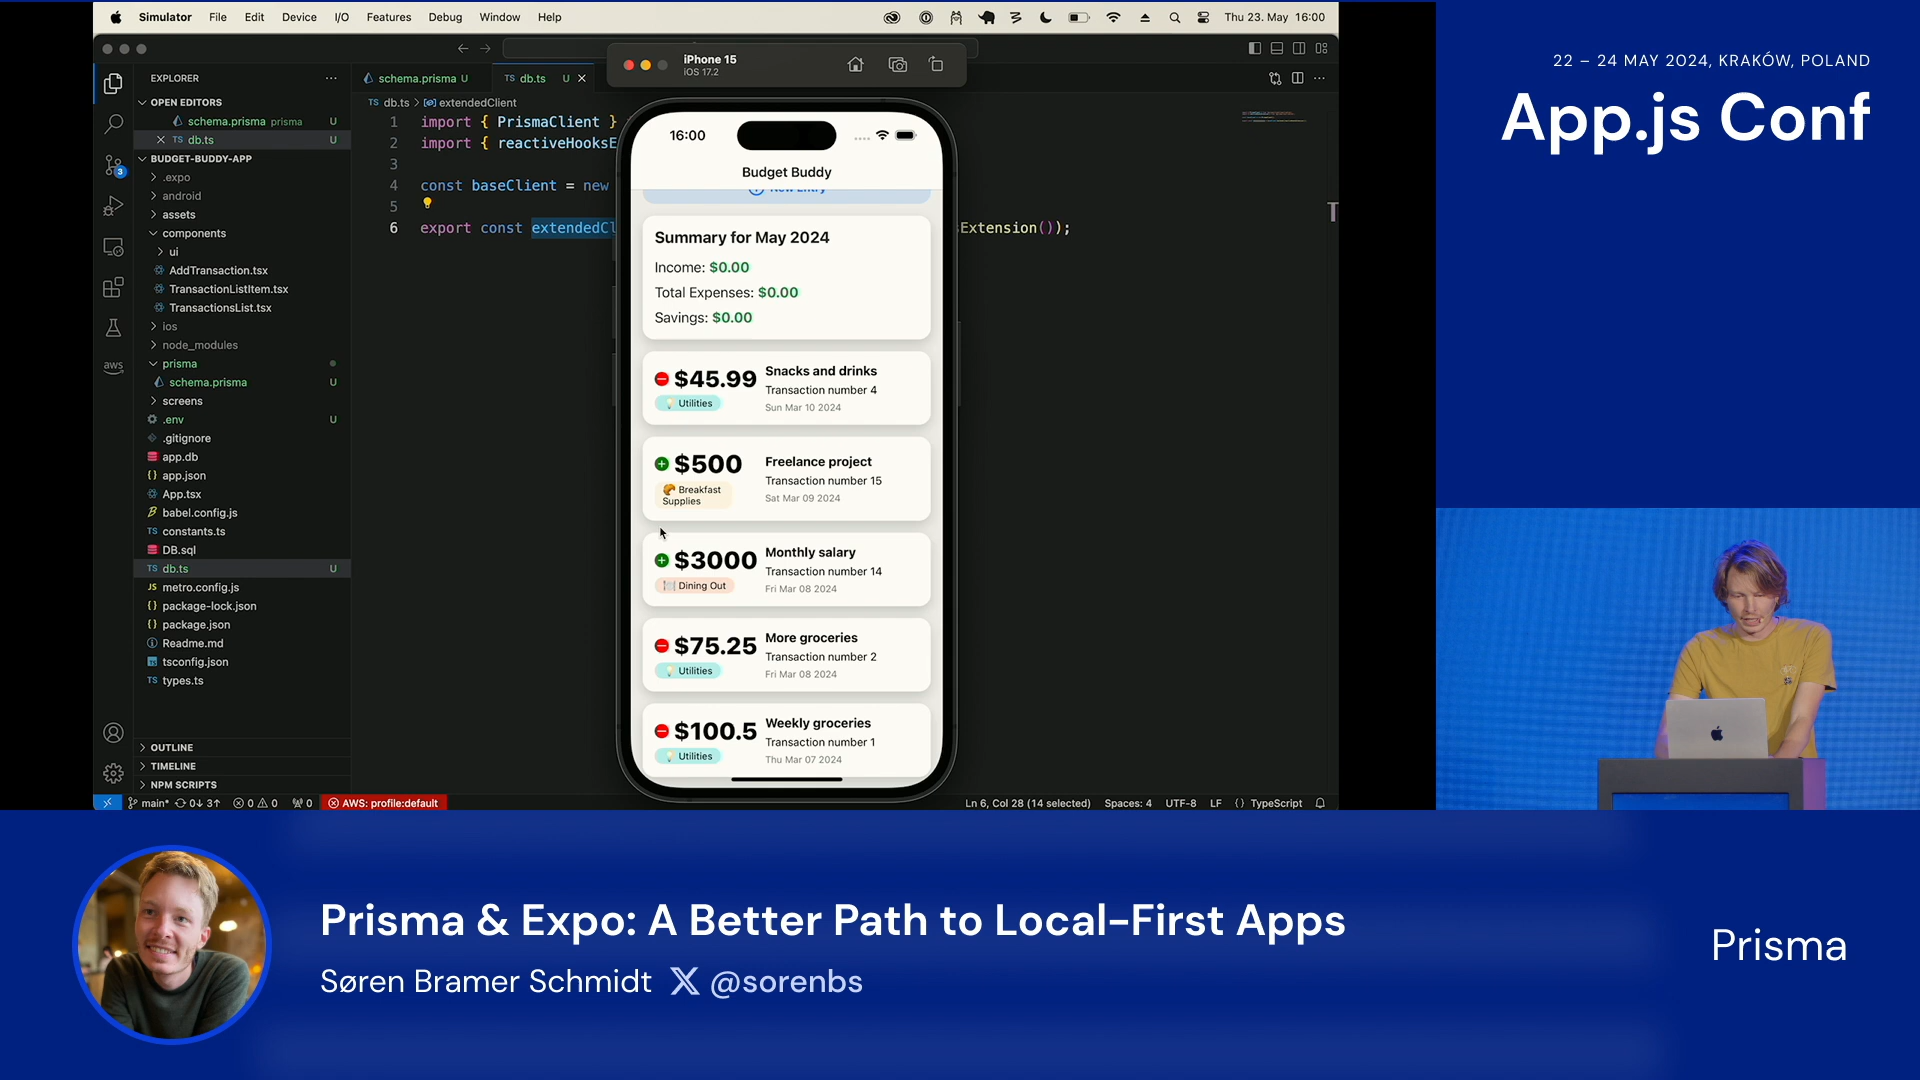 Simulator File Edit Device I/O Features Debug Window Help
Thu 23. May 16:00
22 – 24 MAY 2024, KRAKÓW, POLAND
App.js Conf
EXPLORER
OPEN EDITORS
schema.prisma prisma U
TS db.ts U
BUDGET-BUDDY-APP
.expo
android
assets
components
ui
AddTransaction.tsx
TransactionListItem.tsx
TransactionsList.tsx
ios
node_modules
prisma
schema.prisma U
screens
.env U
.gitignore
app.db
{} app.json
App.tsx
babel.config.js
TS constants.ts
DB.sql
TS db.ts U
JS metro.config.js
{} package-lock.json
{} package.json
Readme.md
tsconfig.json
TS types.ts
OUTLINE
TIMELINE
NPM SCRIPTS
3
aws
schema.prisma U
TS db.ts U
TS db.ts > extendedClient
1 import { PrismaClient }
2 import { reactiveHooksE
3
4 const baseClient = new
5
6 export const extendedCl
Extension());
iPhone 15
iOS 17.2
16:00
Budget Buddy
New Entry
Summary for May 2024
Income: $0.00
Total Expenses: $0.00
Savings: $0.00
$45.99
Utilities
Snacks and drinks
Transaction number 4
Sun Mar 10 2024
$500
Breakfast
Supplies
Freelance project
Transaction number 15
Sat Mar 09 2024
$3000
Dining Out
Monthly salary
Transaction number 14
Fri Mar 08 2024
$75.25
Utilities
More groceries
Transaction number 2
Fri Mar 08 2024
$100.5
Utilities
Weekly groceries
Transaction number 1
Thu Mar 07 2024
main* 0↓ 3↑ 0 0 0 AWS: profile:default
Ln 6, Col 28 (14 selected) Spaces: 4 UTF-8 LF {} TypeScript
Prisma & Expo: A Better Path to Local-First Apps
Søren Bramer Schmidt X @sorenbs
Prisma